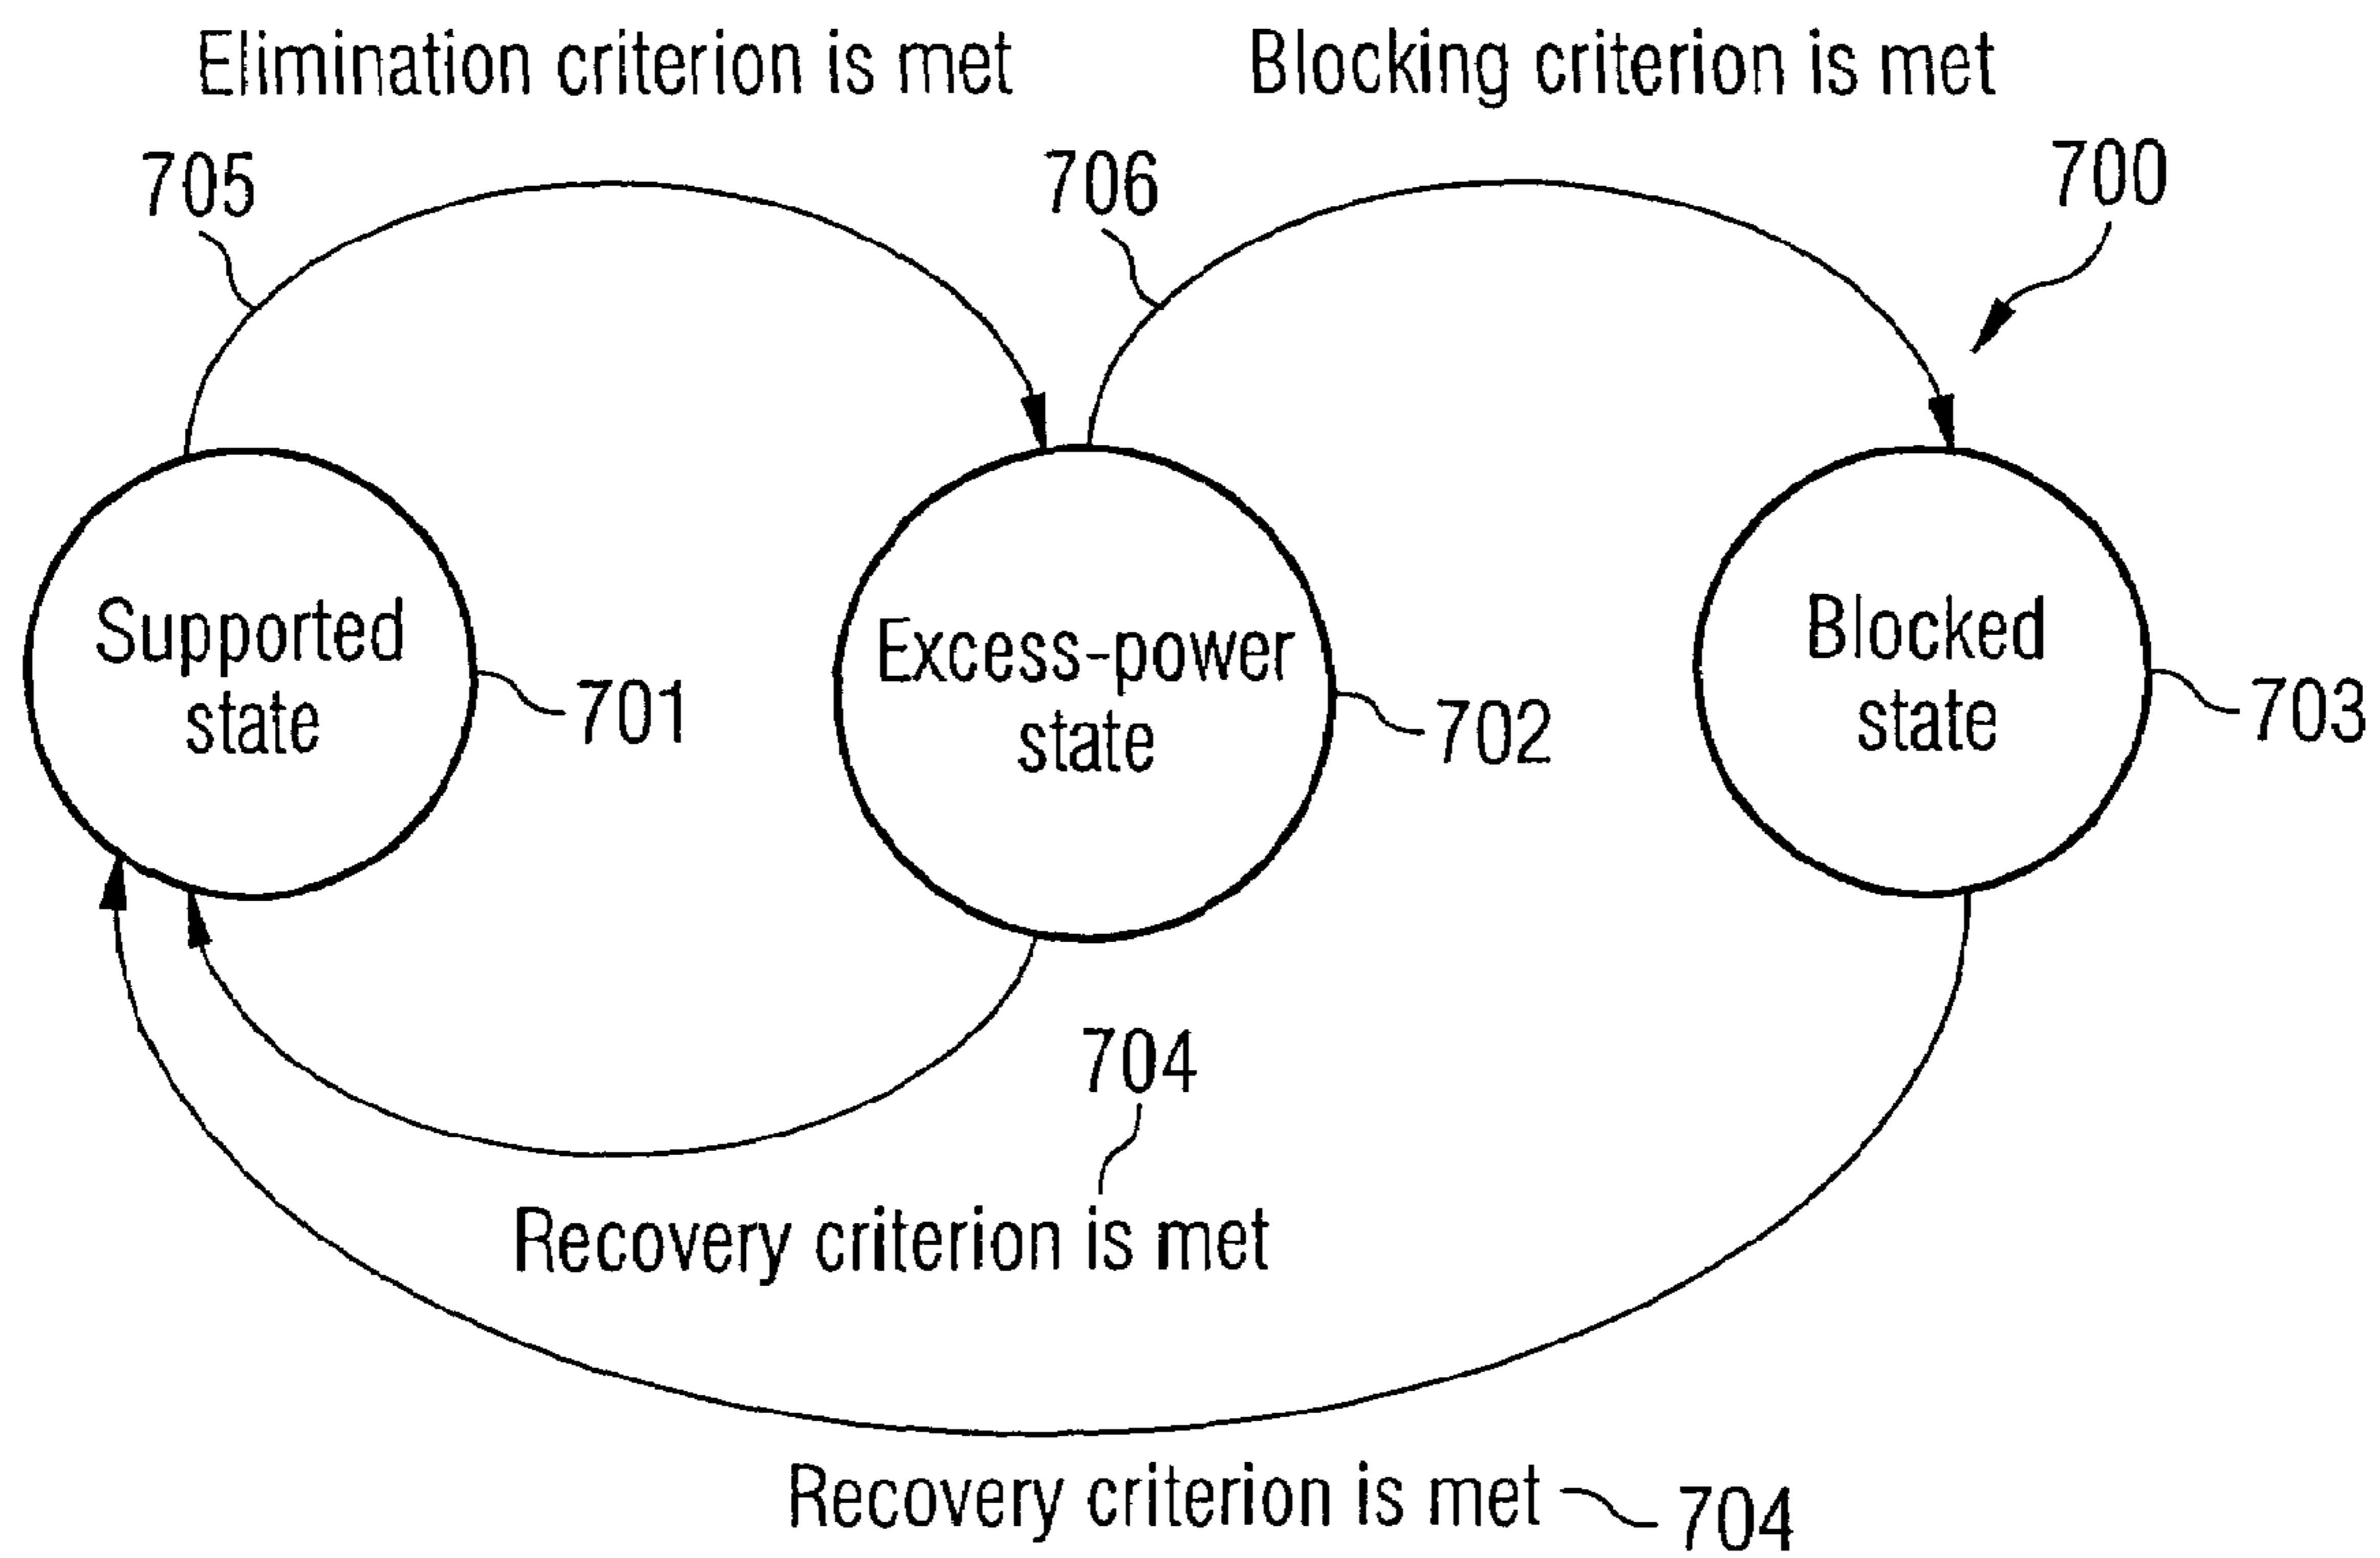 Elimination criterion is met
Blocking criterion is met
705
706
700
Supported
state
701
Excess-power
state
702
Blocked
state
703
704
Recovery criterion is met
Recovery criterion is met
704